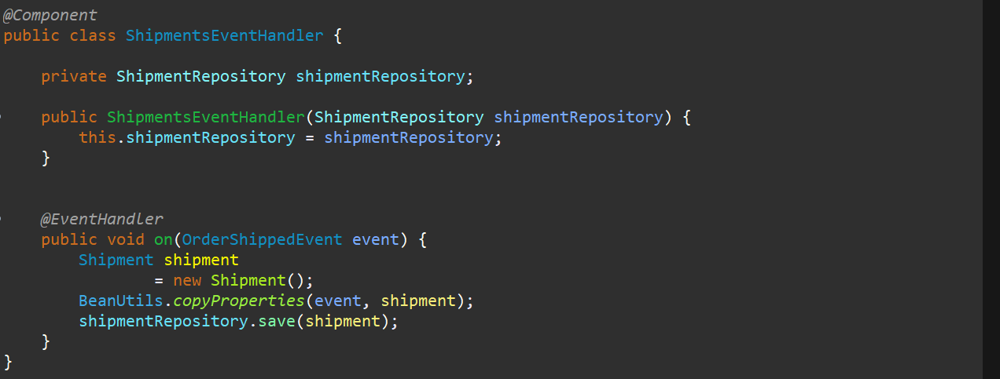 @Component
public class ShipmentsEventHandler {
private ShipmentRepository shipmentRepository;
public ShipmentsEventHandler(ShipmentRepository shipmentRepository) {
this.shipmentRepository = shipmentRepository;
}
@EventHandler
public void on(OrderShippedEvent event) {
Shipment shipment
= new Shipment();
BeanUtils.copyProperties(event, shipment);
shipmentRepository.save(shipment);
}
}